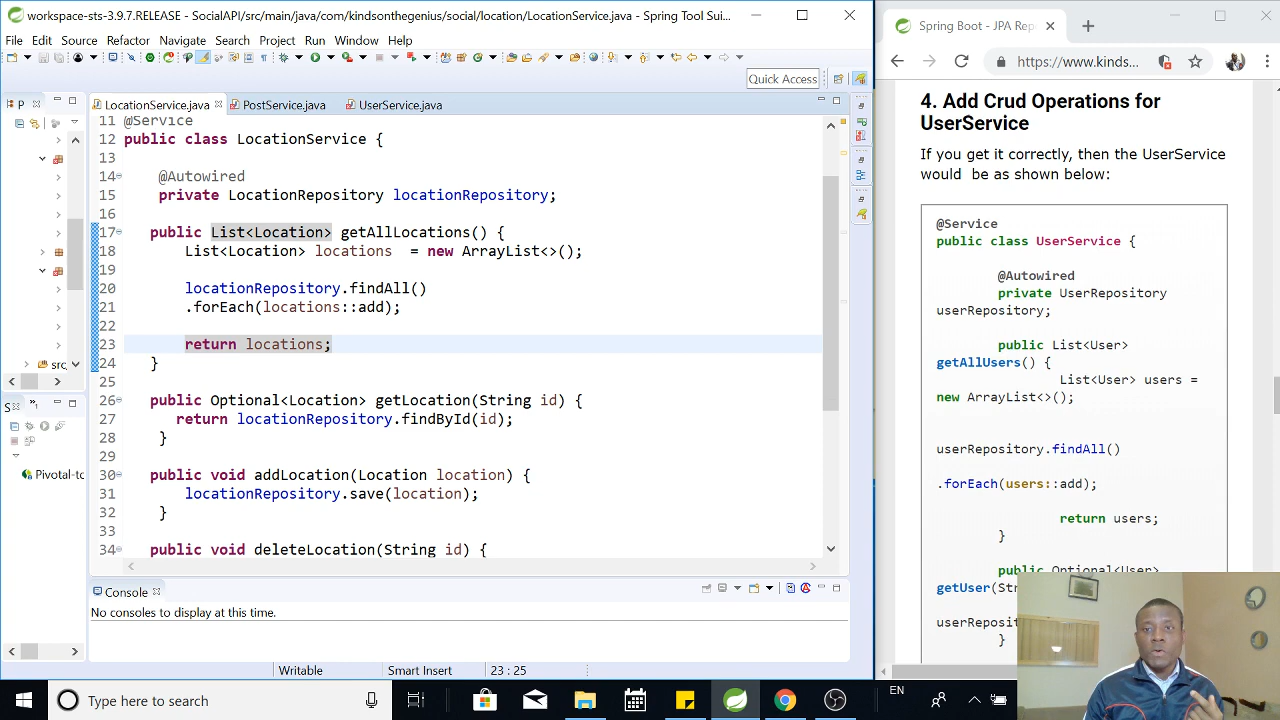 workspace-sts-3.9.7.RELEASE - SocialAPI/src/main/java/com/kindsonthegenius/social/location/LocationService.java - Spring Tool Sui...
File Edit Source Refactor Navigate Search Project Run Window Help
Quick Access
P
LocationService.java
PostService.java
UserService.java
11 @Service
12 public class LocationService {
13
14 @Autowired
15 private LocationRepository locationRepository;
16
17 public List<Location> getAllLocations() {
18 List<Location> locations = new ArrayList<>();
19
20 locationRepository.findAll()
21 .forEach(locations::add);
22
23 return locations;
24 }
25
26 public Optional<Location> getLocation(String id) {
27 return locationRepository.findById(id);
28 }
29
30 public void addLocation(Location location) {
31 locationRepository.save(location);
32 }
33
34 public void deleteLocation(String id) {
src
S
Pivotal-to
Console
No consoles to display at this time.
Writable
Smart Insert
23 : 25
Spring Boot - JPA Rep
https://www.kinds...
4. Add Crud Operations for
UserService
If you get it correctly, then the UserService
would be as shown below:
@Service
public class UserService {
@Autowired
private UserRepository
userRepository;
public List<User>
getAllUsers() {
List<User> users =
new ArrayList<>();
userRepository.findAll()
.forEach(users::add);
return users;
}
public Optional<User>
getUser(St
userReposi
}
Type here to search
EN